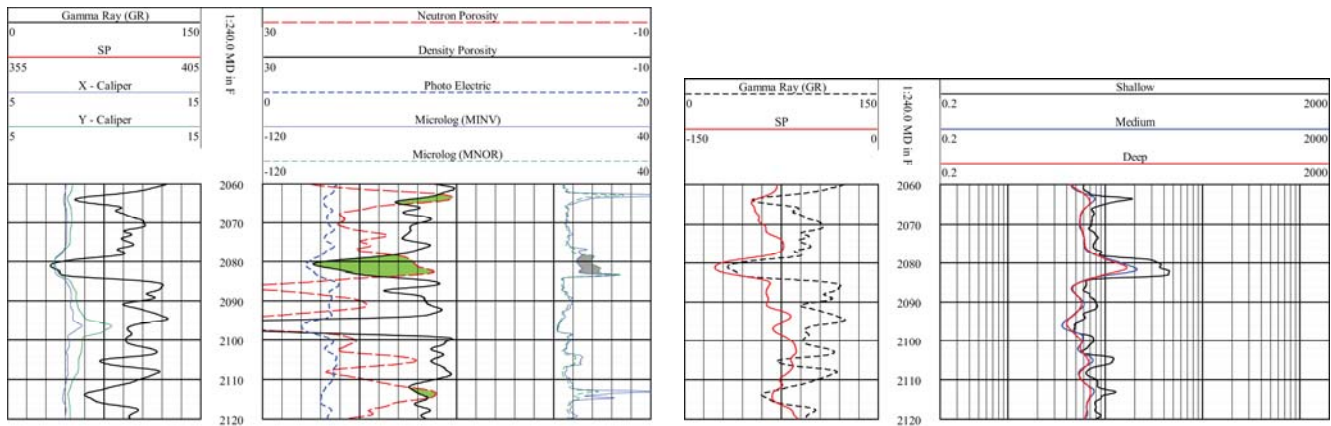 Gamma Ray (GR)
0 150
SP
355 405
X - Caliper
5 15
Y - Caliper
5 15
1:240.0 MD in F
Neutron Porosity
30 -10
Density Porosity
30 -10
Photo Electric
0 20
Microlog (MINV)
-120 40
Microlog (MNOR)
-120 40
2060
2070
2080
2090
2100
2110
2120
Gamma Ray (GR)
0 150
SP
-150 0
1:240.0 MD in F
Shallow
0.2 2000
Medium
0.2 2000
Deep
0.2 2000
2060
2070
2080
2090
2100
2110
2120